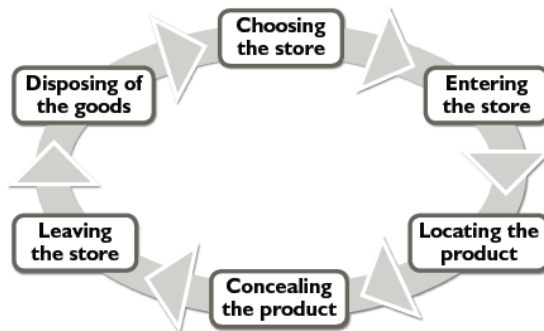 Choosing
the store
Entering
the store
Locating the
product
Concealing
the product
Leaving
the store
Disposing of
the goods